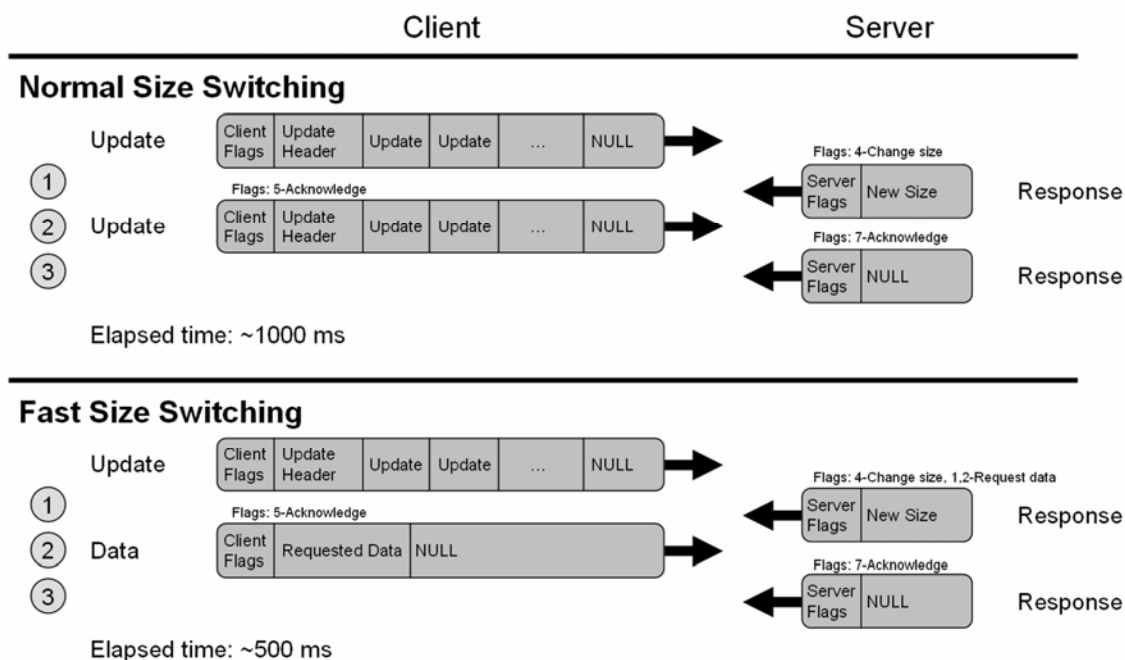 Client Server
Normal Size Switching
Update
Client Flags Update Header Update Update ... NULL
Flags: 4-Change size
1
Server Flags New Size
Response
Flags: 5-Acknowledge
2
Update
Client Flags Update Header Update Update ... NULL
Flags: 7-Acknowledge
3
Server Flags NULL
Response
Elapsed time: ~1000 ms
Fast Size Switching
Update
Client Flags Update Header Update Update ... NULL
Flags: 4-Change size, 1,2-Request data
1
Server Flags New Size
Response
Flags: 5-Acknowledge
2
Data
Client Flags Requested Data NULL
Flags: 7-Acknowledge
3
Server Flags NULL
Response
Elapsed time: ~500 ms